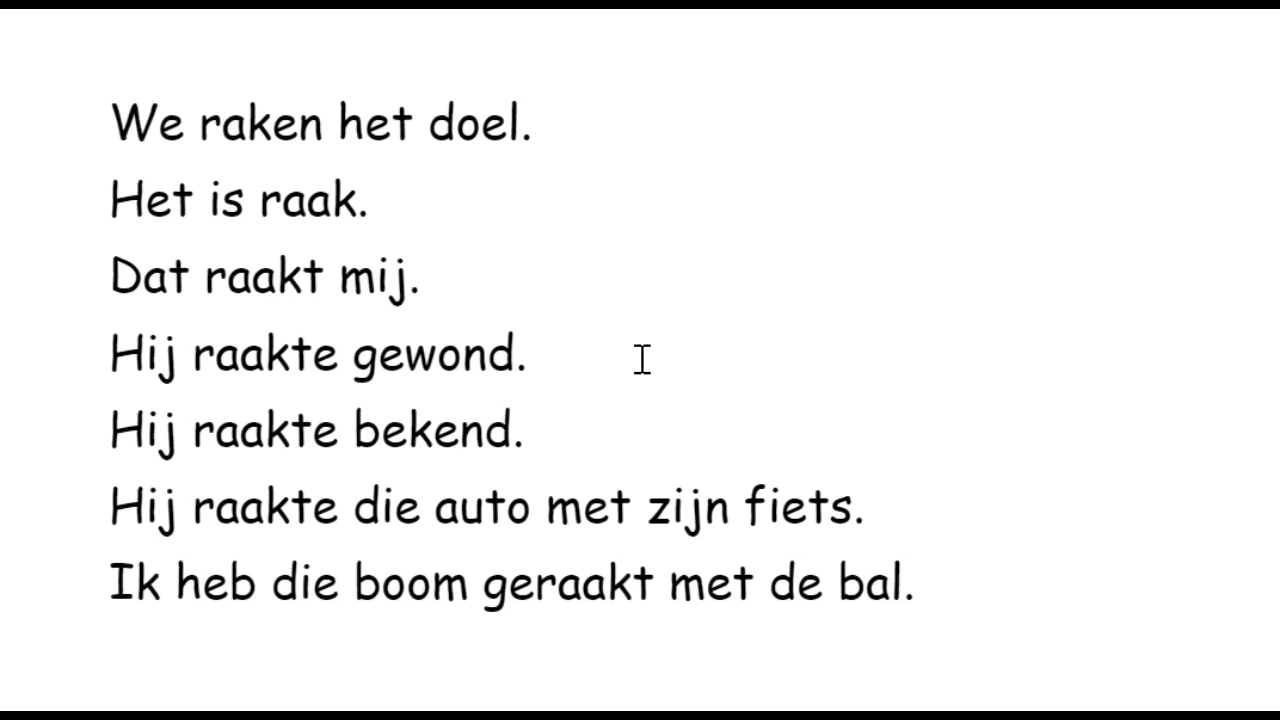 We raken het doel.
Het is raak.
Dat raakt mij.
Hij raakte gewond.
Hij raakte bekend.
Hij raakte die auto met zijn fiets.
Ik heb die boom geraakt met de bal.